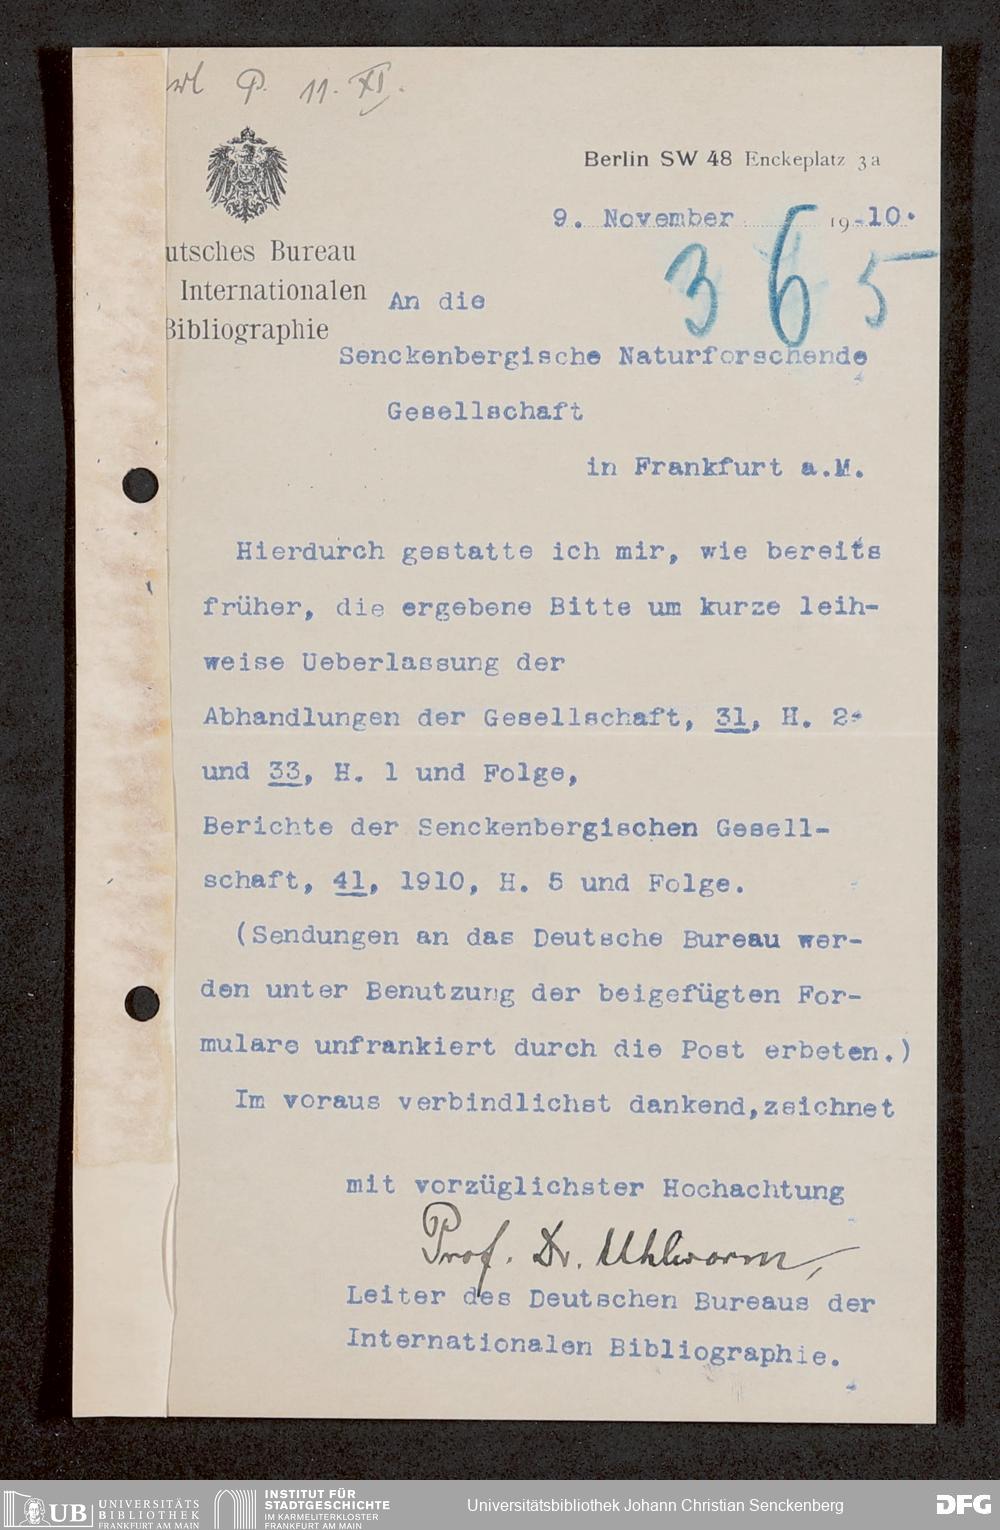 P. 11. XI.
Berlin SW 48 Enckeplatz 3a
9. November 19 10.
365
utsches Bureau
Internationalen
Bibliographie
An die
Senckenbergische Naturforschende
Gesellschaft
in Frankfurt a.M.
Hierdurch gestatte ich mir, wie bereits
früher, die ergebene Bitte um kurze leih-
weise Ueberlassung der
Abhandlungen der Gesellschaft, 31, H. 2
und 33, H. 1 und Folge,
Berichte der Senckenbergischen Gesell-
schaft, 41, 1910, H. 5 und Folge.
(Sendungen an das Deutsche Bureau wer-
den unter Benutzung der beigefügten For-
mulare unfrankiert durch die Post erbeten.)
Im voraus verbindlichst dankend, zeichnet
mit vorzüglichster Hochachtung
Prof. Dr. Uhlworm,
Leiter des Deutschen Bureaus der
Internationalen Bibliographie.
UB UNIVERSITÄTS
BIBLIOTHEK
FRANKFURT AM MAIN
INSTITUT FÜR
STADTGESCHICHTE
IM KARMELITERKLOSTER
FRANKFURT AM MAIN
Universitätsbibliothek Johann Christian Senckenberg
DFG